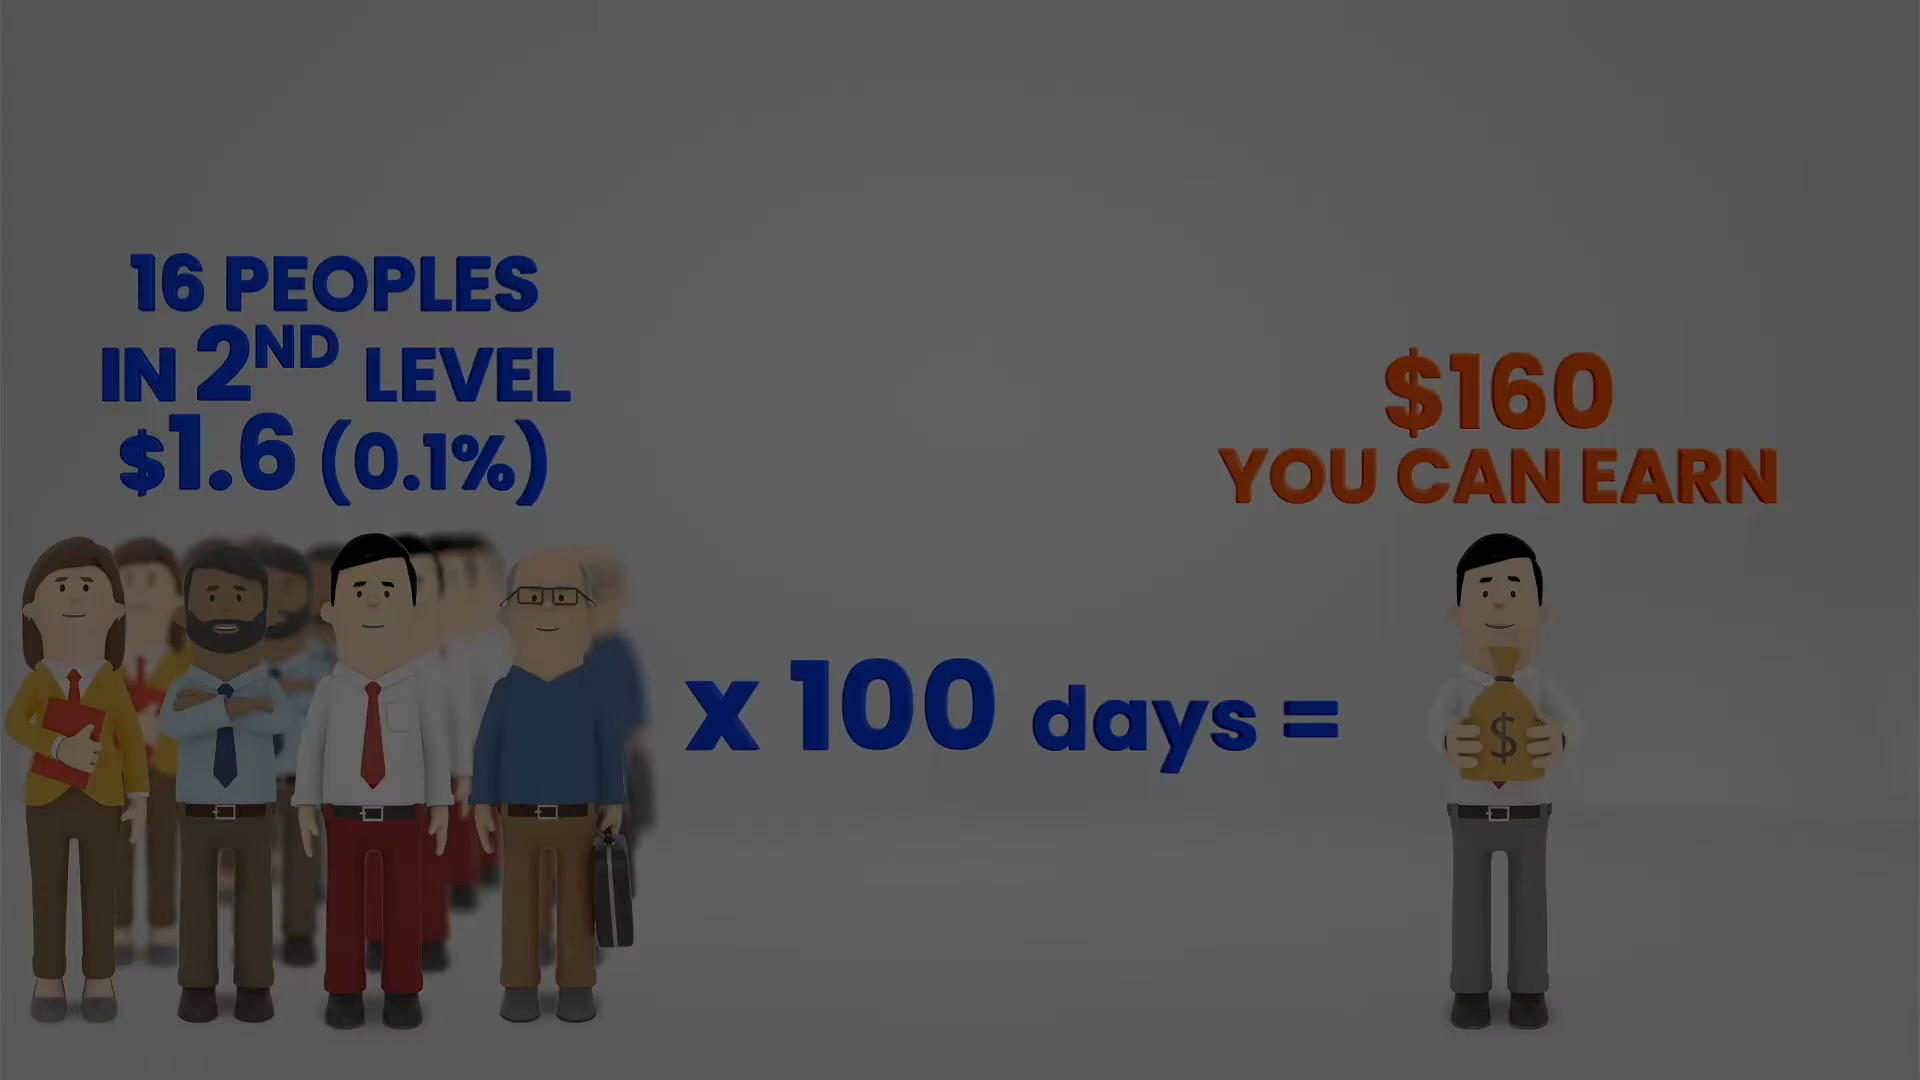 16 PEOPLES
IN 2ND LEVEL
$1.6 (0.1%)
$160
YOU CAN EARN
x 100 days =
$